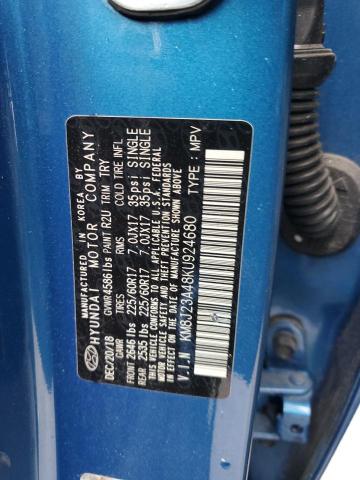 MANUFACTURED IN KOREA BY
HYUNDAI MOTOR COMPANY
DEC/20/18 GVWR4586 lbs PAINT R2U TRIM TRY
GAWR TIRES RIMS COLD TIRE INFL
FRONT 2646 lbs 225/60R17 7.0JX17 35psi SINGLE
REAR 2535 lbs 225/60R17 7.0JX17 35psi SINGLE
THIS VEHICLE CONFORMS TO ALL APPLICABLE U.S. FEDERAL
MOTOR VEHICLE SAFETY, BUMPER, AND THEFT PREVENTION STANDARDS
IN EFFECT ON THE DATE OF MANUFACTURE SHOWN ABOVE.
V.I.N KM8J23A48KU924680 TYPE : MPV